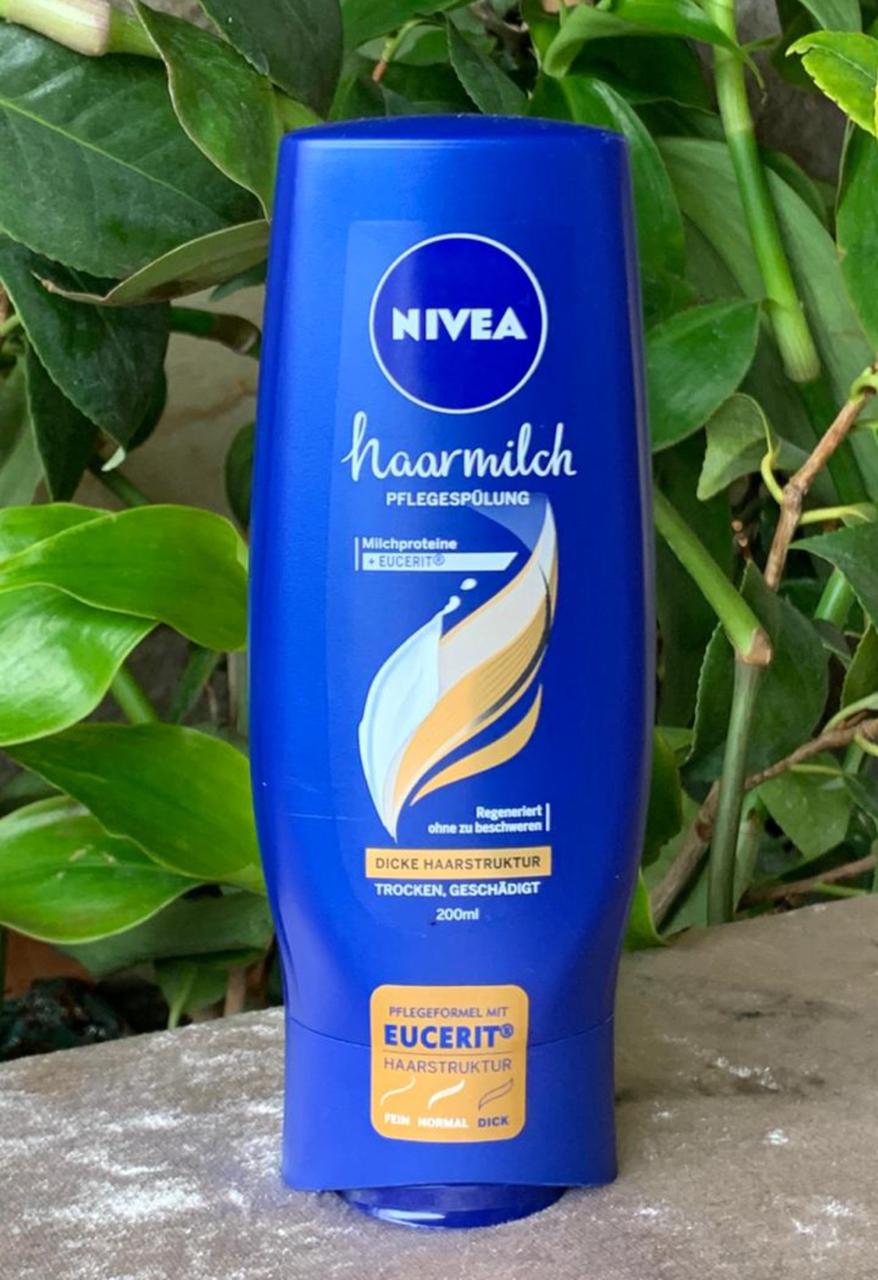 NIVEA
haarmilch
PFLEGESPÜLUNG
Milchproteine
+ EUCERIT®
Regeneriert
ohne zu beschweren
DICKE HAARSTRUKTUR
TROCKEN, GESCHÄDIGT
200ml
PFLEGEFORMEL MIT
EUCERIT®
HAARSTRUKTUR
FEIN NORMAL DICK